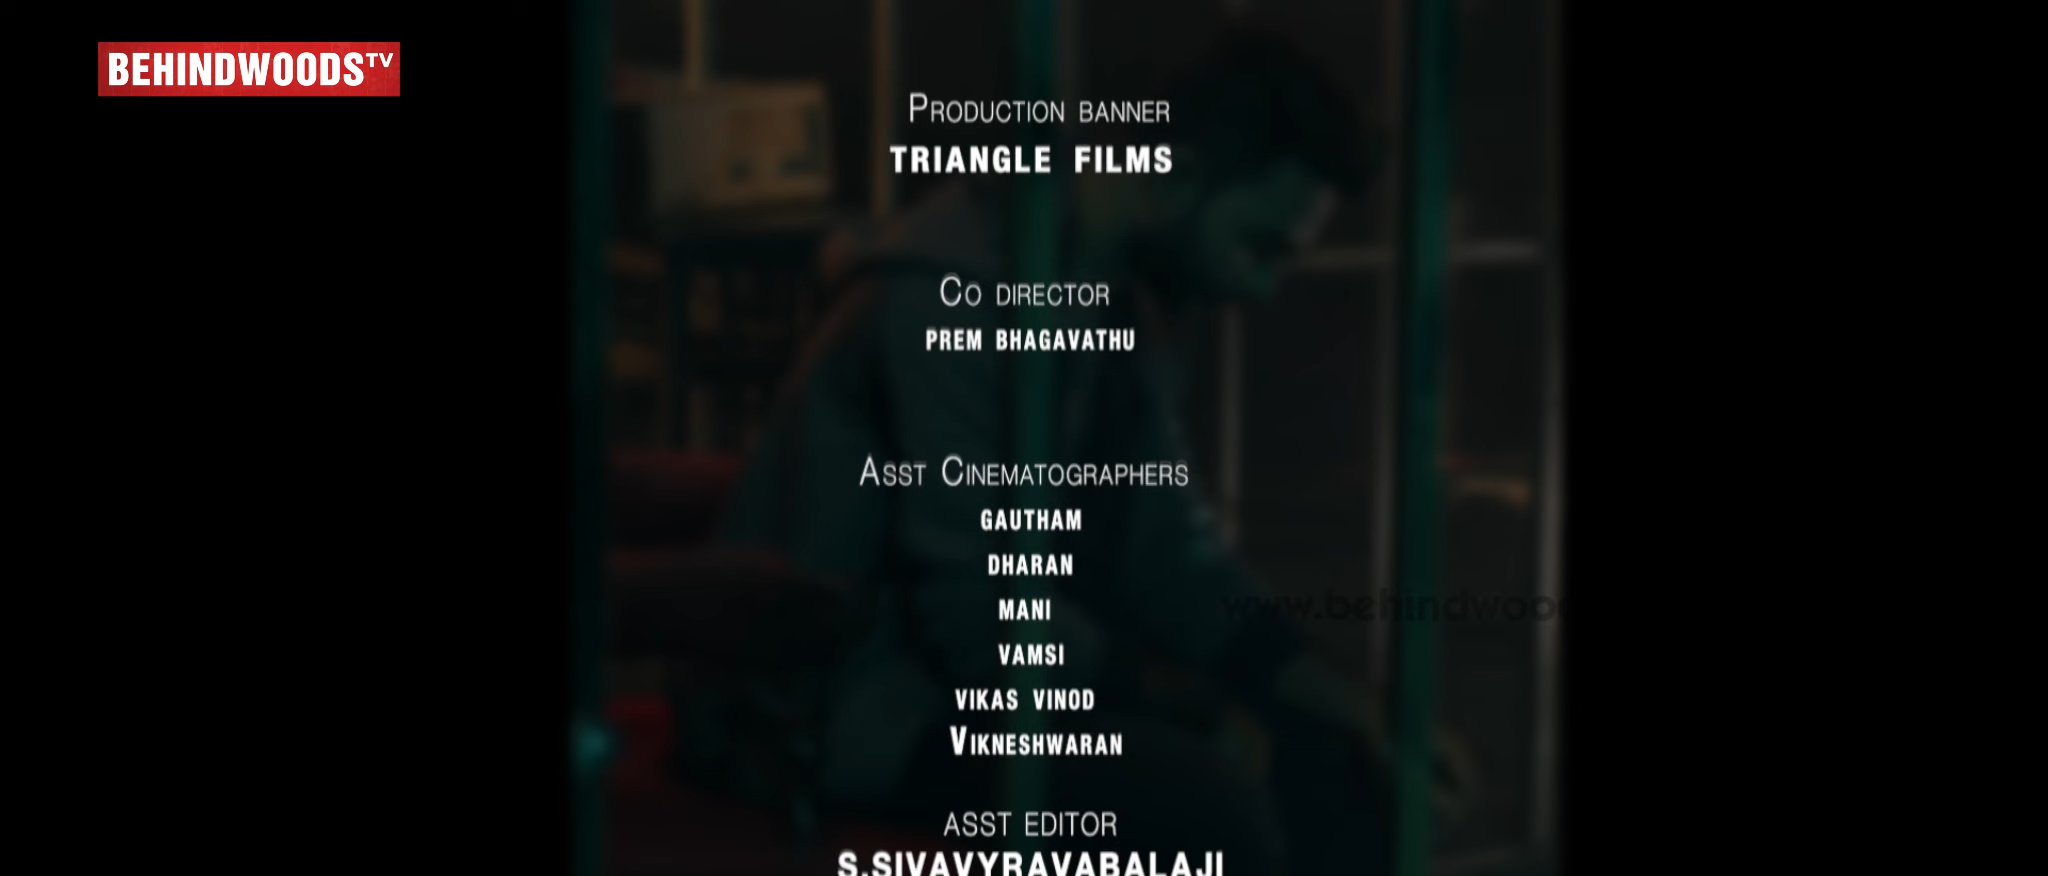 BEHINDWOODSTV
PRODUCTION BANNER
TRIANGLE FILMS
CO DIRECTOR
PREM BHAGAVATHU
ASST CINEMATOGRAPHERS
GAUTHAM
DHARAN
MANI
VAMSI
VIKAS VINOD
VIKNESHWARAN
ASST EDITOR
S.SIVAVYRAVABALAJI